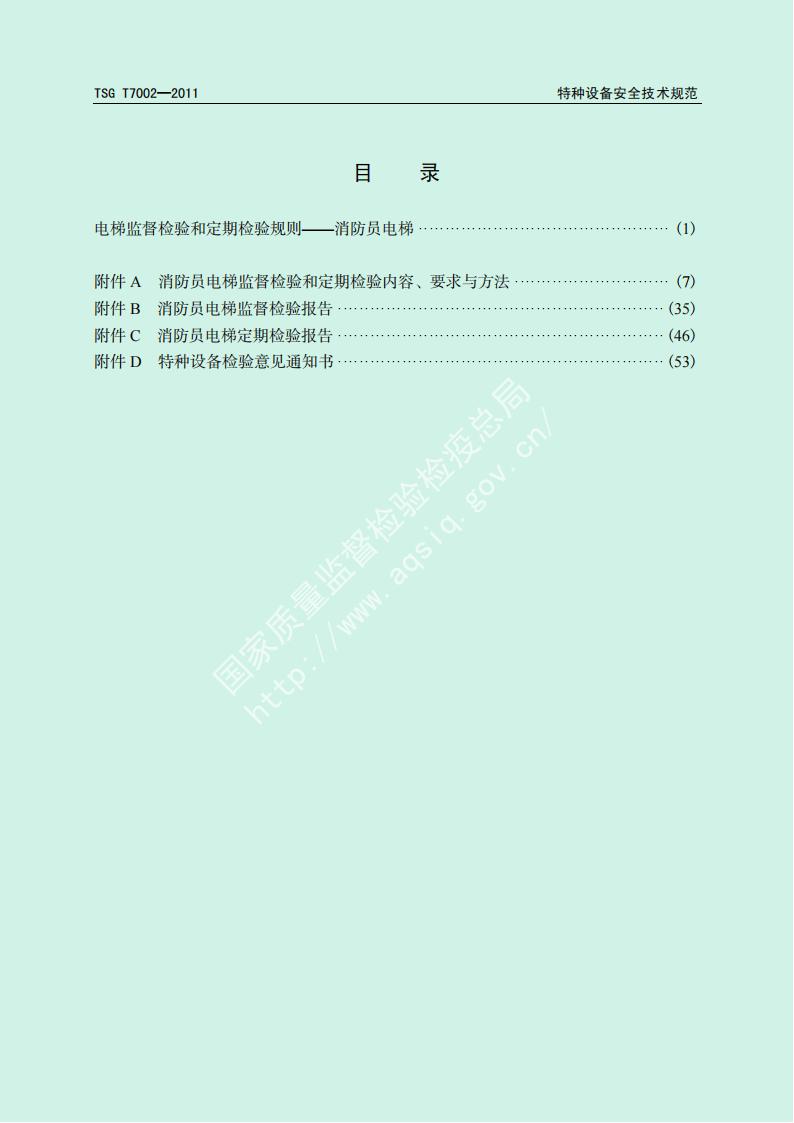 TSG T7002—2011 特种设备安全技术规范
目 录
电梯监督检验和定期检验规则——消防员电梯 ………………………………………… (1)
附件 A 消防员电梯监督检验和定期检验内容、要求与方法 ………………………… (7)
附件 B 消防员电梯监督检验报告 ……………………………………………………… (35)
附件 C 消防员电梯定期检验报告 ……………………………………………………… (46)
附件 D 特种设备检验意见通知书 ……………………………………………………… (53)
国家质量监督检验检疫总局
http://www.aqsiq.gov.cn/